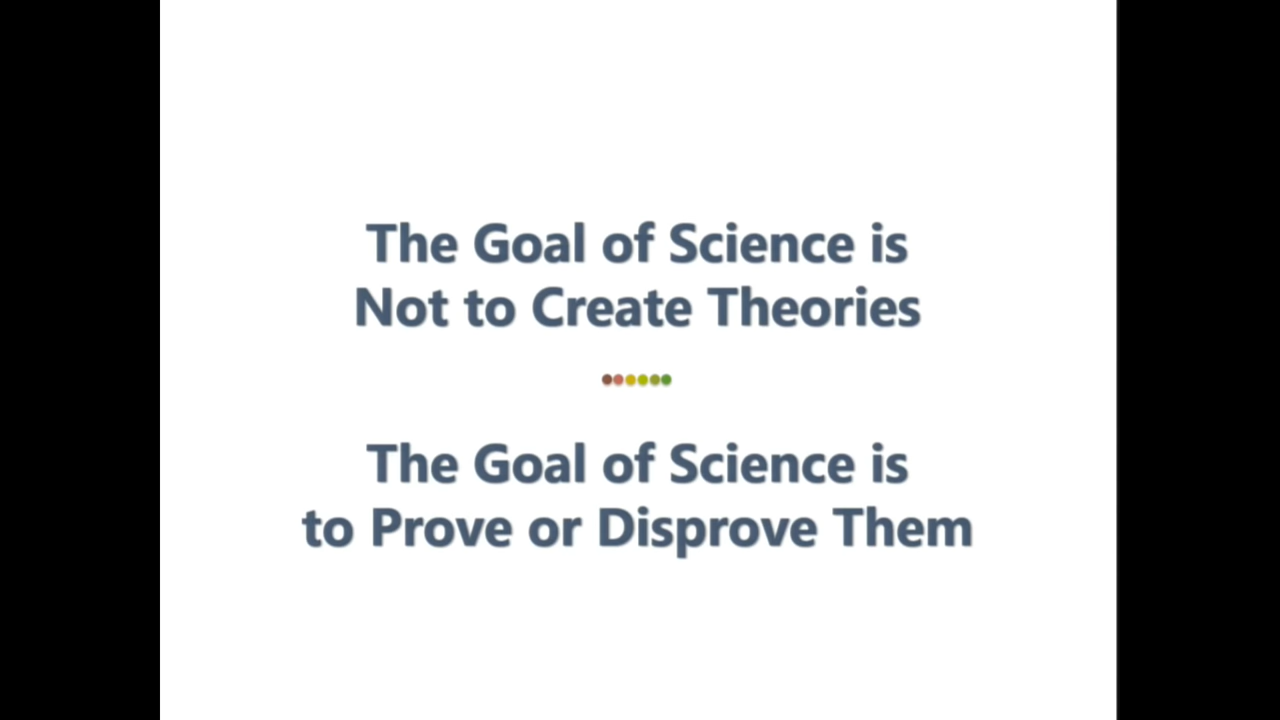 The Goal of Science is
Not to Create Theories
The Goal of Science is
to Prove or Disprove Them